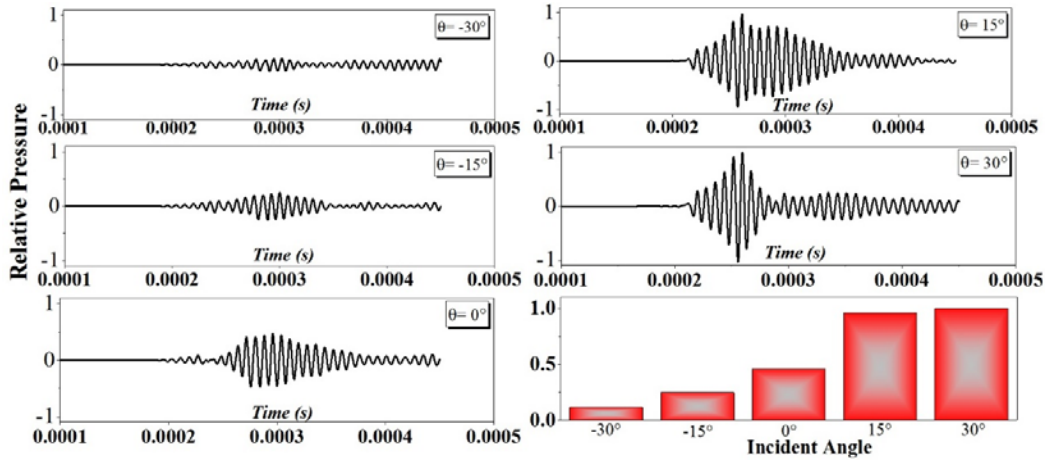 Relative Pressure
1
0
-1
θ= -30°
Time (s)
0.0001 0.0002 0.0003 0.0004 0.0005
1
0
-1
θ= -15°
Time (s)
0.0001 0.0002 0.0003 0.0004 0.0005
1
0
-1
θ= 0°
Time (s)
0.0001 0.0002 0.0003 0.0004 0.0005
1
0
-1
θ= 15°
Time (s)
0.0001 0.0002 0.0003 0.0004 0.0005
1
0
-1
θ= 30°
Time (s)
0.0001 0.0002 0.0003 0.0004 0.0005
1.0
0.5
0.0
-30° -15° 0° 15° 30°
Incident Angle